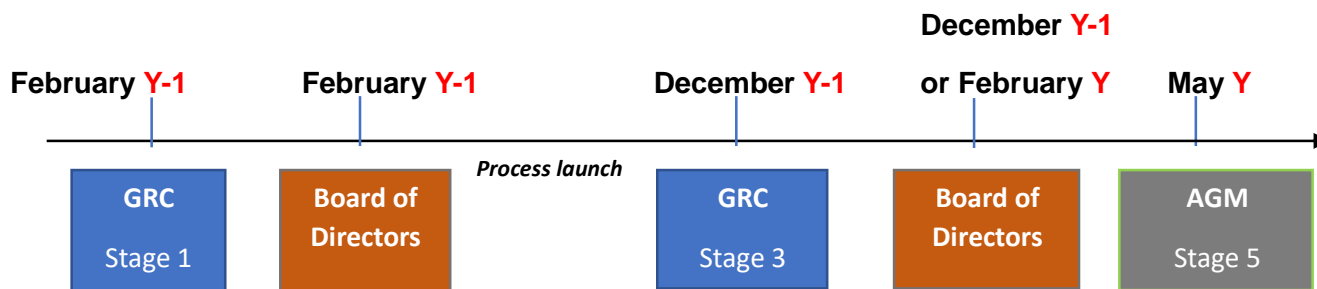 December Y-1
February Y-1
February Y-1
December Y-1
or February Y
May Y
Process launch
GRC
Stage 1
Board of
Directors
GRC
Stage 3
Board of
Directors
AGM
Stage 5